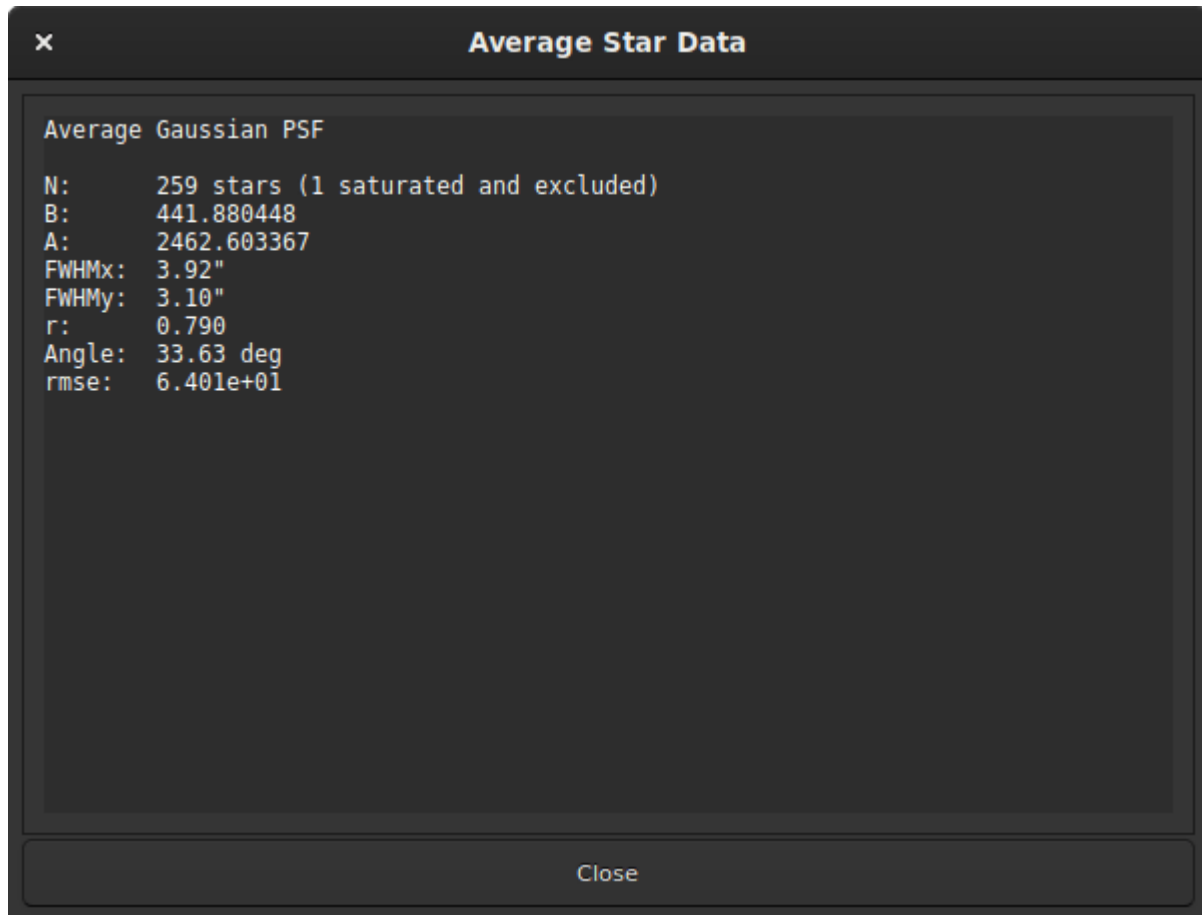 Average Star Data
Average Gaussian PSF
N: 259 stars (1 saturated and excluded)
B: 441.880448
A: 2462.603367
FWHMx: 3.92"
FWHMy: 3.10"
r: 0.790
Angle: 33.63 deg
rmse: 6.401e+01
Close